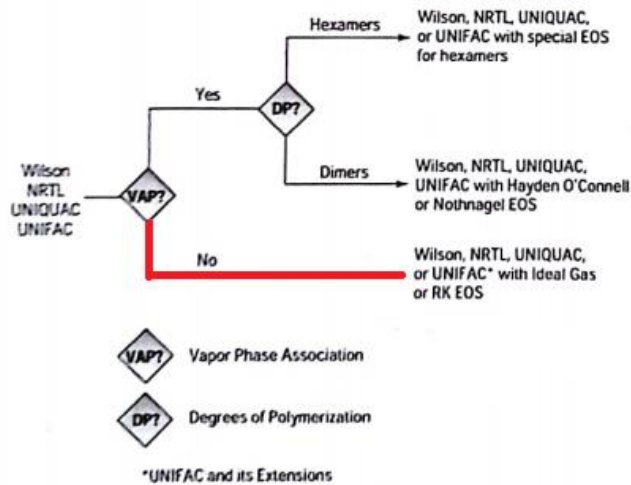 Hexamers
Wilson, NRTL, UNIQUAC,
or UNIFAC with special EOS
for hexamers
Yes
DP?
Wilson
NRTL
UNIQUAC
UNIFAC
VAP?
Dimers
Wilson, NRTL, UNIQUAC,
UNIFAC with Hayden O'Connell
or Nothnagel EOS
No
Wilson, NRTL, UNIQUAC,
or UNIFAC* with Ideal Gas
or RK EOS
VAP? Vapor Phase Association
DP? Degrees of Polymerization
*UNIFAC and its Extensions